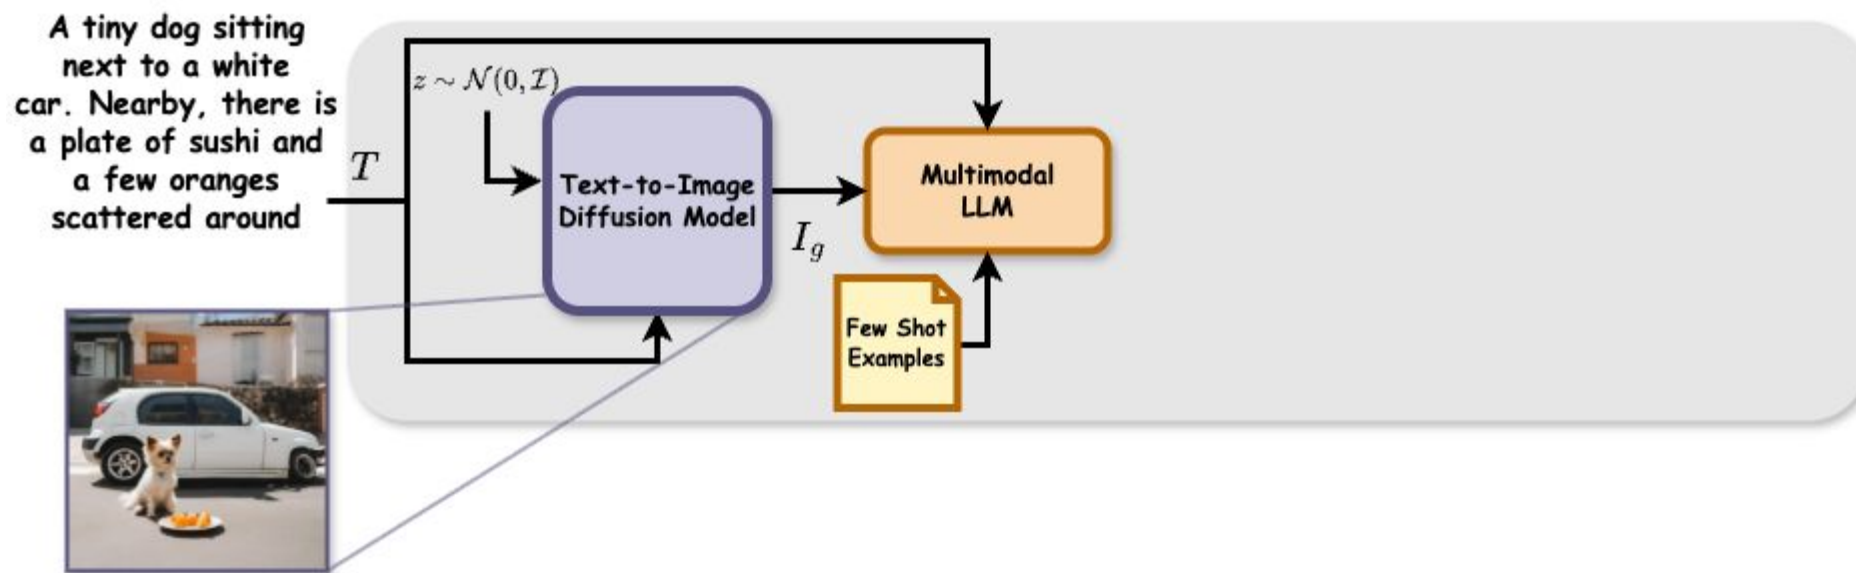 A tiny dog sitting
next to a white
car. Nearby, there is
a plate of sushi and
a few oranges
scattered around
T
z ∼ 𝒩(0, ℐ)
Text-to-Image
Diffusion Model
I_g
Multimodal
LLM
Few Shot
Examples